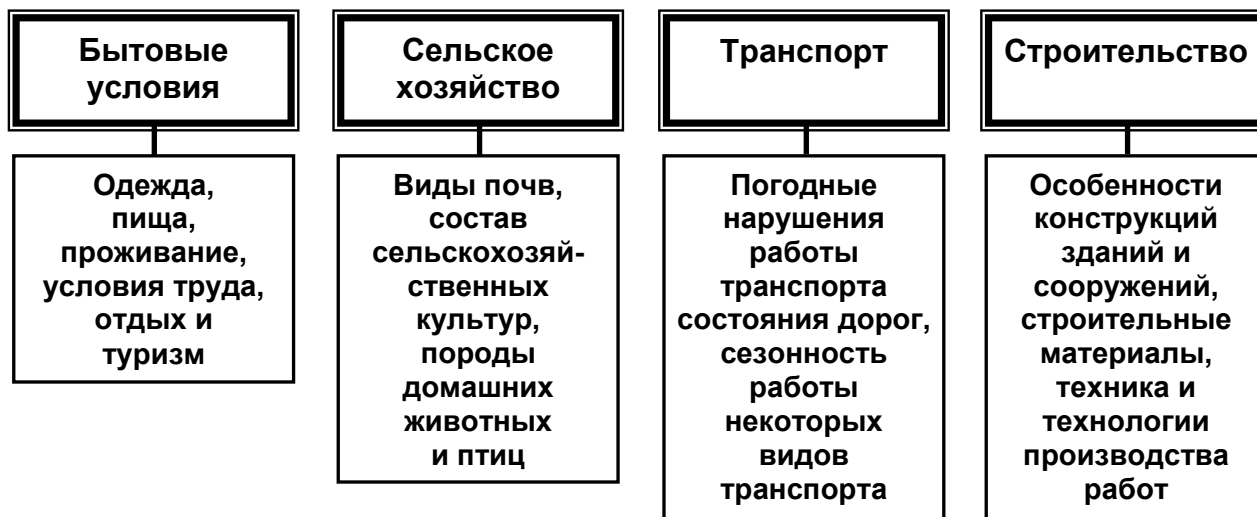 Бытовые
условия
Одежда,
пища,
проживание,
условия труда,
отдых и
туризм
Сельское
хозяйство
Виды почв,
состав
сельскохозяй-
ственных
культур,
породы
домашних
животных
и птиц
Транспорт
Погодные
нарушения
работы
транспорта
состояния дорог,
сезонность
работы
некоторых
видов
транспорта
Строительство
Особенности
конструкций
зданий и
сооружений,
строительные
материалы,
техника и
технологии
производства
работ